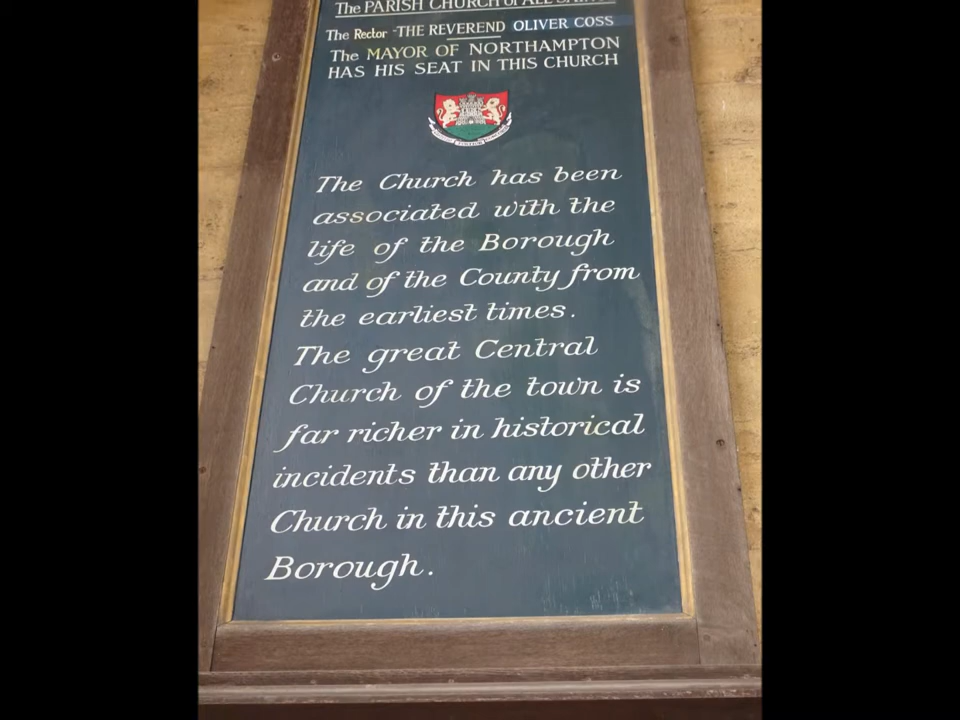 The PARISH CHURCH of ALL SAINTS
The Rector - THE REVEREND OLIVER COSS
The MAYOR OF NORTHAMPTON
HAS HIS SEAT IN THIS CHURCH
The Church has been
associated with the
life of the Borough
and of the County from
the earliest times.
The great Central
Church of the town is
far richer in historical
incidents than any other
Church in this ancient
Borough.